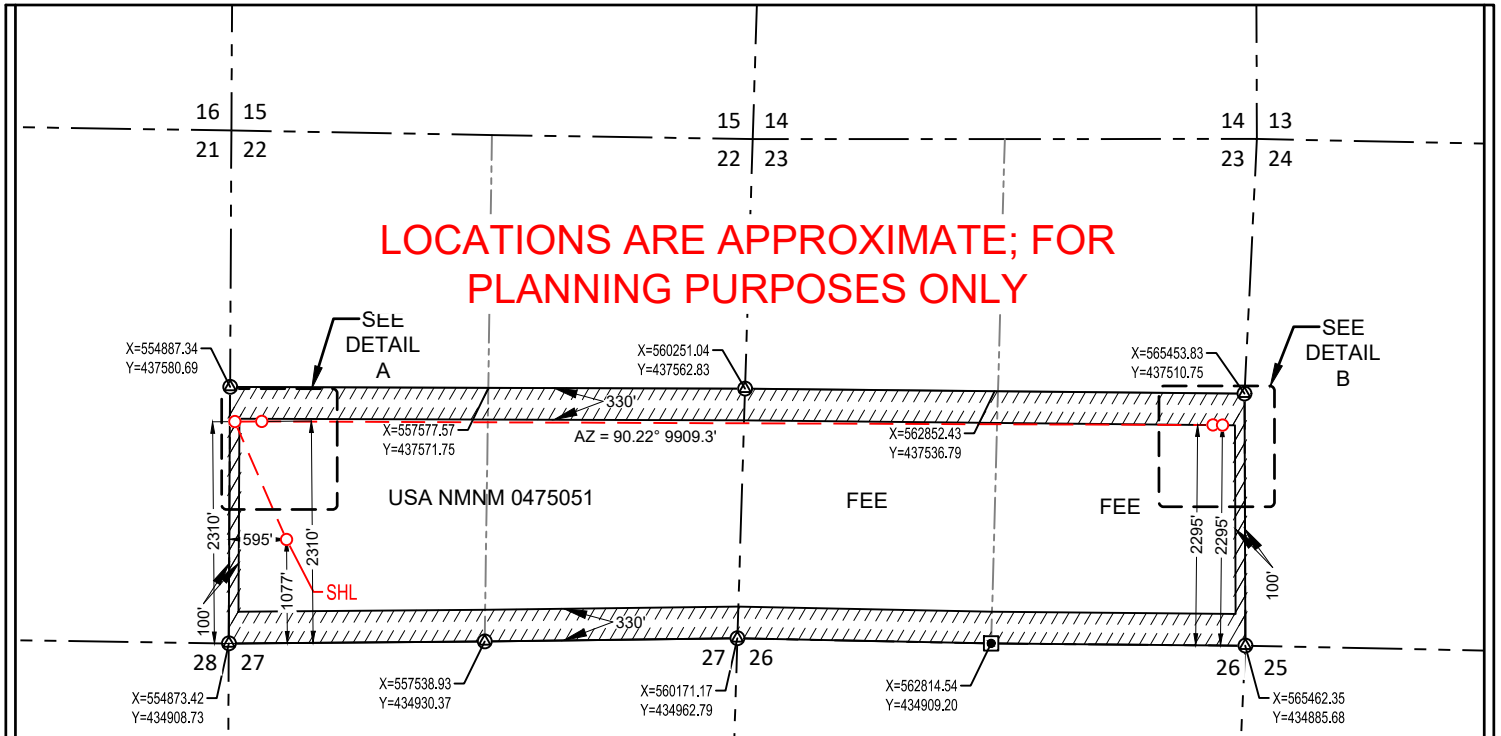 16 15
21 22
15 14
22 23
14 13
23 24
LOCATIONS ARE APPROXIMATE; FOR
PLANNING PURPOSES ONLY
SEE
DETAIL
A
SEE
DETAIL
B
X=554887.34
Y=437580.69
X=560251.04
Y=437562.83
X=565453.83
Y=437510.75
330'
X=557577.57
Y=437571.75
AZ = 90.22° 9909.3'
X=562852.43
Y=437536.79
USA NMNM 0475051
FEE
FEE
2310'
595'
2310'
1077'
SHL
100'
2295'
2295'
100'
330'
28 27
27 26
26 25
X=554873.42
Y=434908.73
X=557538.93
Y=434930.37
X=560171.17
Y=434962.79
X=562814.54
Y=434909.20
X=565462.35
Y=434885.68